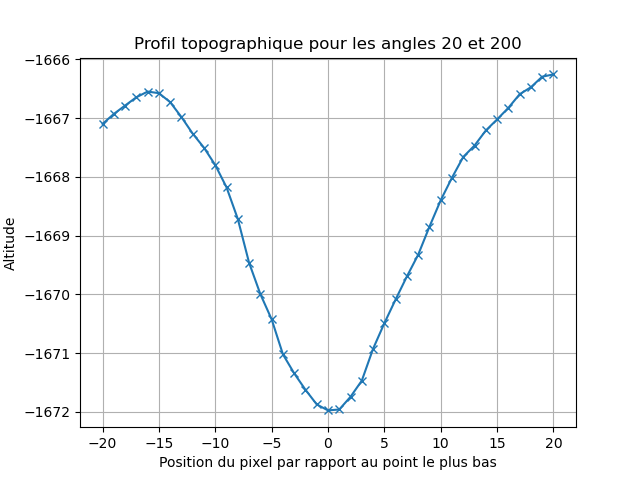 Profil topographique pour les angles 20 et 200
−1666
−1667
−1668
−1669
−1670
−1671
−1672
Altitude
−20 −15 −10 −5 0 5 10 15 20
Position du pixel par rapport au point le plus bas